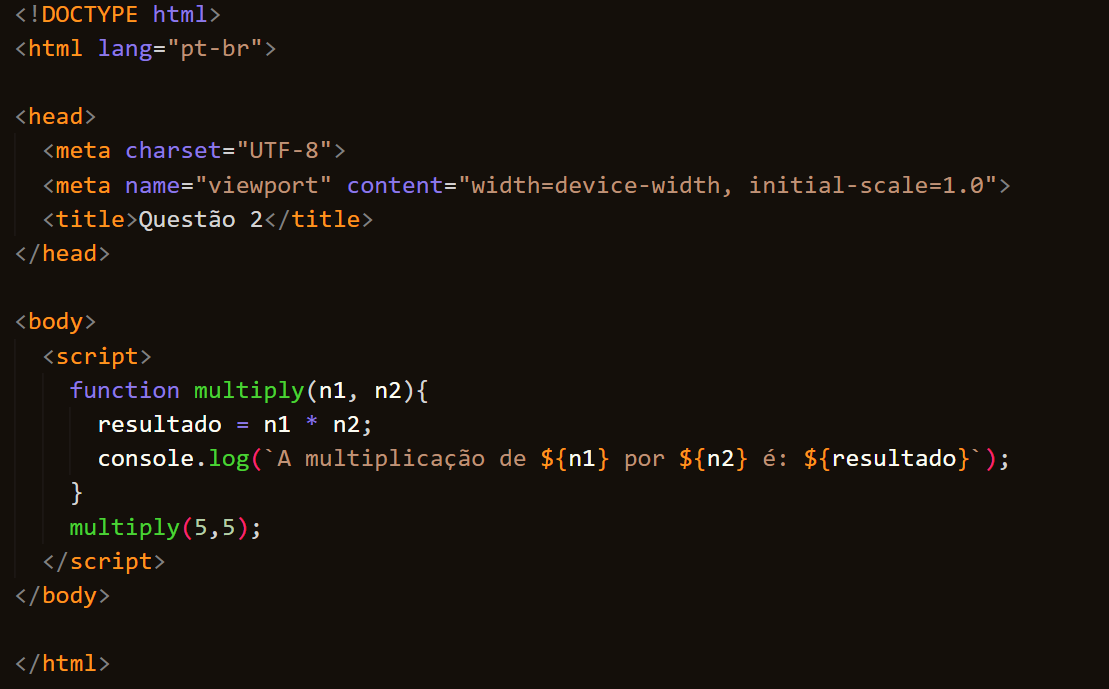 <!DOCTYPE html>
<html lang="pt-br">
<head>
<meta charset="UTF-8">
<meta name="viewport" content="width=device-width, initial-scale=1.0">
<title>Questão 2</title>
</head>
<body>
<script>
function multiply(n1, n2){
resultado = n1 * n2;
console.log(`A multiplicação de ${n1} por ${n2} é: ${resultado}`);
}
multiply(5,5);
</script>
</body>
</html>